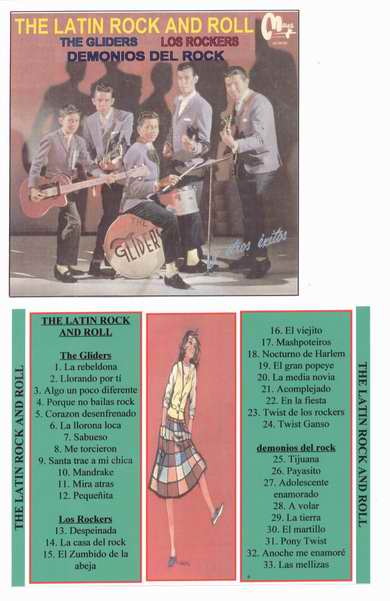 THE LATIN ROCK AND ROLL
THE GLIDERS LOS ROCKERS
DEMONIOS DEL ROCK
THE
GLIDERS
otros éxitos
THE LATIN ROCK AND ROLL
THE LATIN ROCK
AND ROLL
The Gliders
1. La rebeldona
2. Llorando por tí
3. Algo un poco diferente
4. Porque no bailas rock
5. Corazon desenfrenado
6. La llorona loca
7. Sabueso
8. Me torcieron
9. Santa trae a mi chica
10. Mandrake
11. Mira atras
12. Pequeñita
Los Rockers
13. Despeinada
14. La casa del rock
15. El Zumbido de la
abeja
16. El viejito
17. Mashpoteiros
18. Nocturno de Harlem
19. El gran popeye
20. La media novia
21. Acomplejado
22. En la fiesta
23. Twist de los rockers
24. Twist Ganso
demonios del rock
25. Tijuana
26. Payasito
27. Adolescente
enamorado
28. A volar
29. La tierra
30. El martillo
31. Pony Twist
32. Anoche me enamoré
33. Las mellizas
THE LATIN ROCK AND ROLL